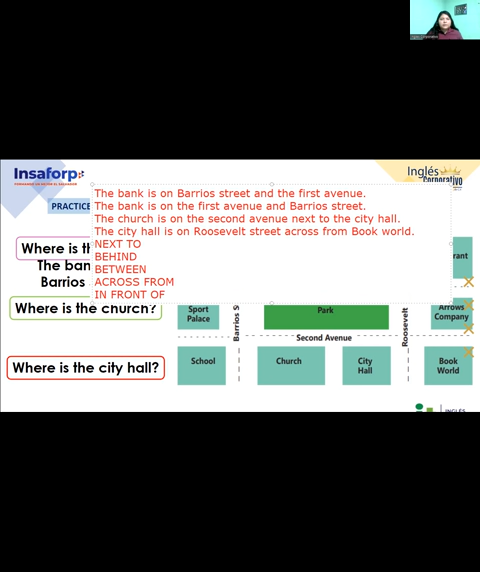 Insaforp
FORMANDO UN MEJOR EL SALVADOR
Inglés
Corporativo
PRACTICE
The bank is on Barrios street and the first avenue.
The bank is on the first avenue and Barrios street.
The church is on the second avenue next to the city hall.
The city hall is on Roosevelt street across from Book world.
NEXT TO
BEHIND
BETWEEN
ACROSS FROM
IN FRONT OF
Where is th
The ban
Barrios
rant
Where is the church?
Sport
Palace
Barrios S
Park
Roosevelt
Arrows
Company
Second Avenue
Where is the city hall?
School
Church
City
Hall
Book
World
INGLÉS